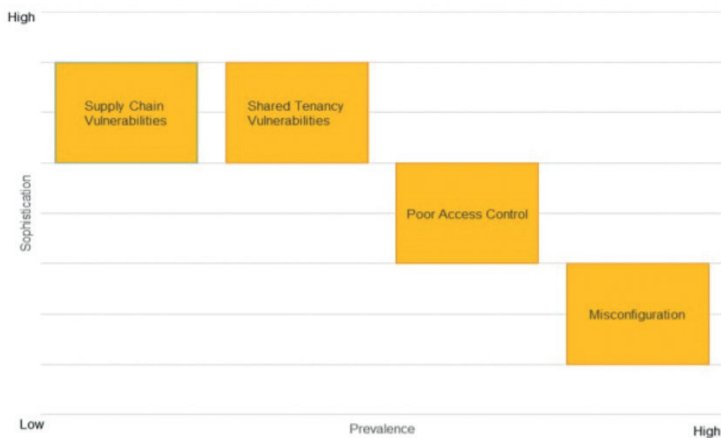 High
Supply Chain
Vulnerabilities
Shared Tenancy
Vulnerabilities
Sophistication
Poor Access Control
Misconfiguration
Low
Prevalence
High